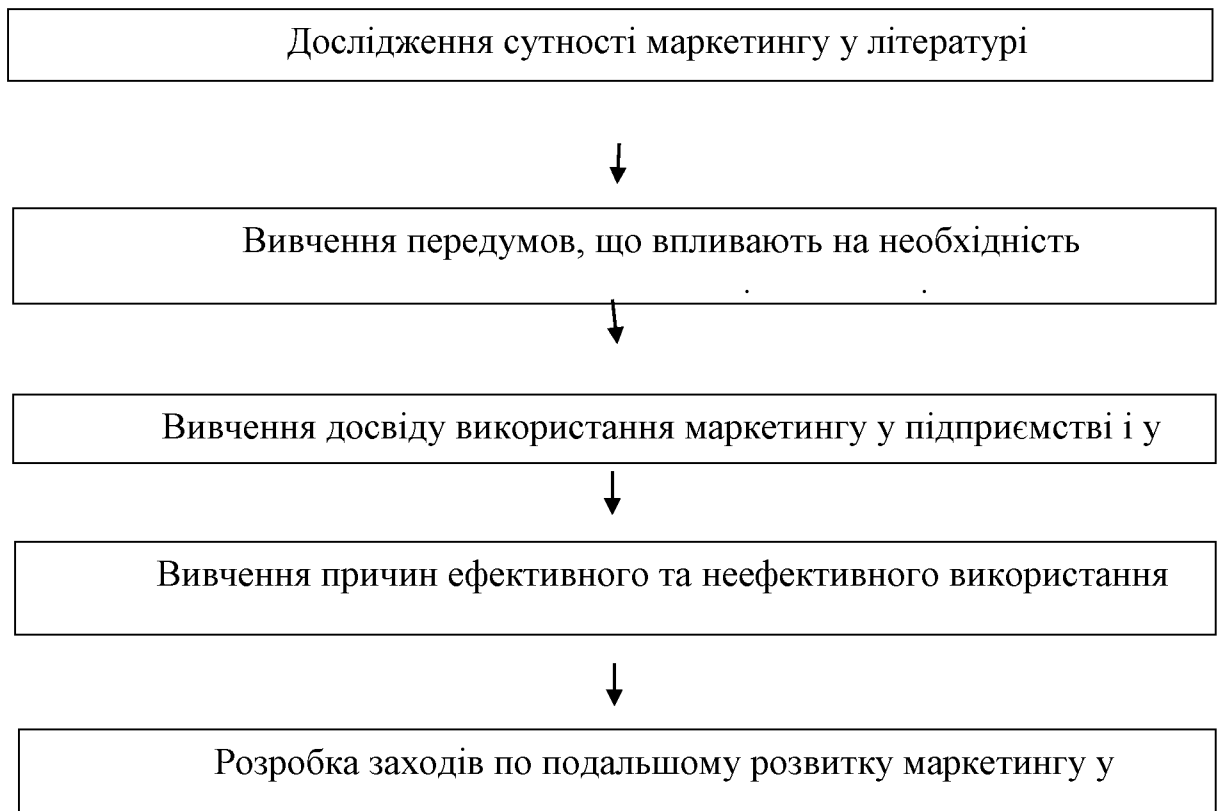 Дослідження сутності маркетингу у літературі
Вивчення передумов, що впливають на необхідність
Вивчення досвіду використання маркетингу у підприємстві і у
Вивчення причин ефективного та неефективного використання
Розробка заходів по подальшому розвитку маркетингу у